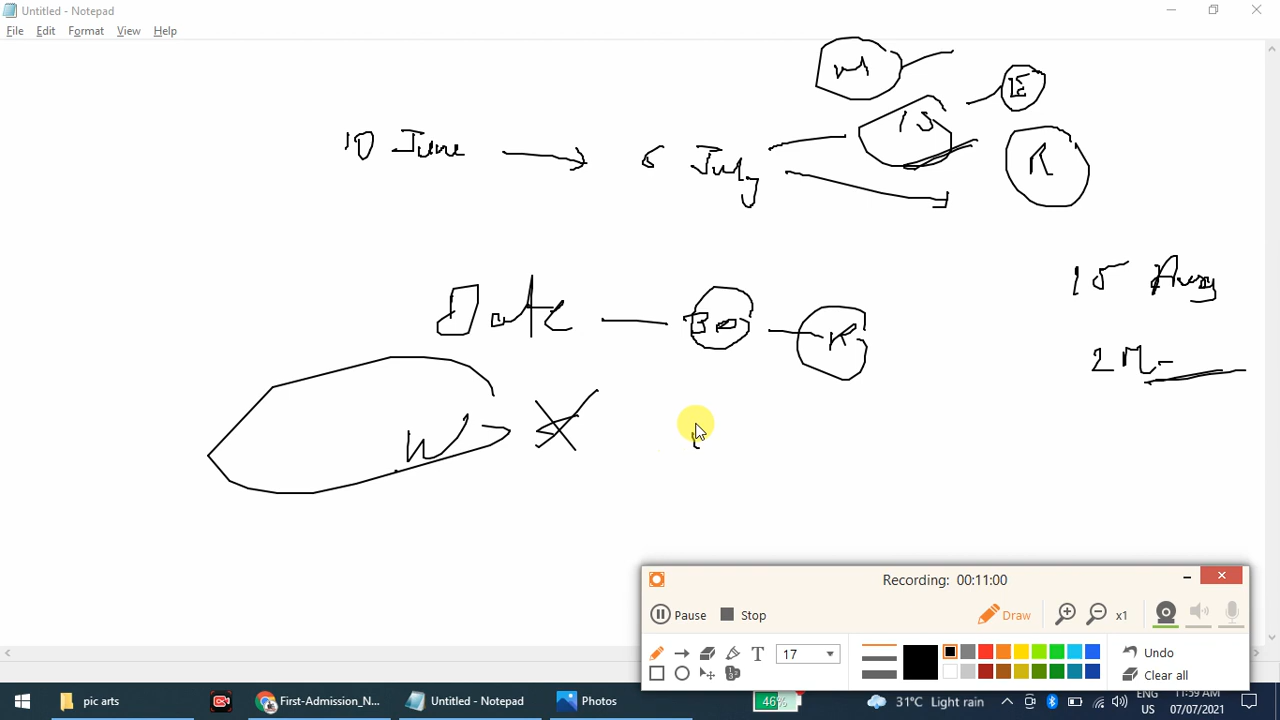 Untitled - Notepad
File Edit Format View Help
M
E
15
10 June → 5 July
R
15
Date
2 M
W
Recording: 00:11:00
Pause Stop
Draw x1
T 17
Undo
Clear all
pic arts First-Admission_N... Untitled - Notepad Photos 46% 31°C Light rain ENG US 11:59 AM 07/07/2021